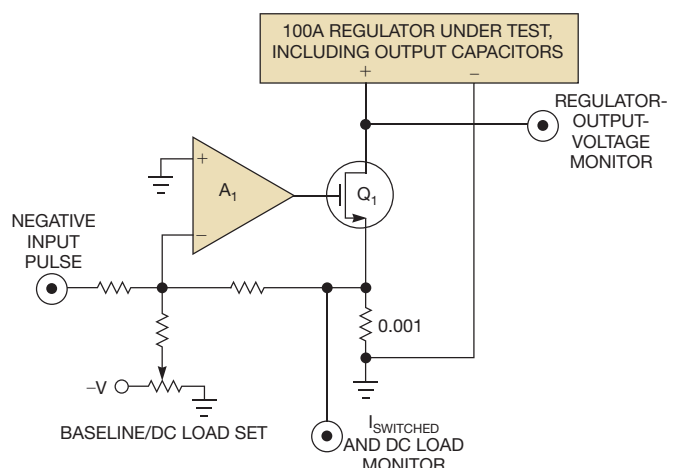 100A REGULATOR UNDER TEST,
INCLUDING OUTPUT CAPACITORS
+ −
REGULATOR-
OUTPUT-
VOLTAGE
MONITOR
+
A1
−
Q1
NEGATIVE
INPUT
PULSE
0.001
−V
BASELINE/DC LOAD SET
ISWITCHED
AND DC LOAD
MONITOR